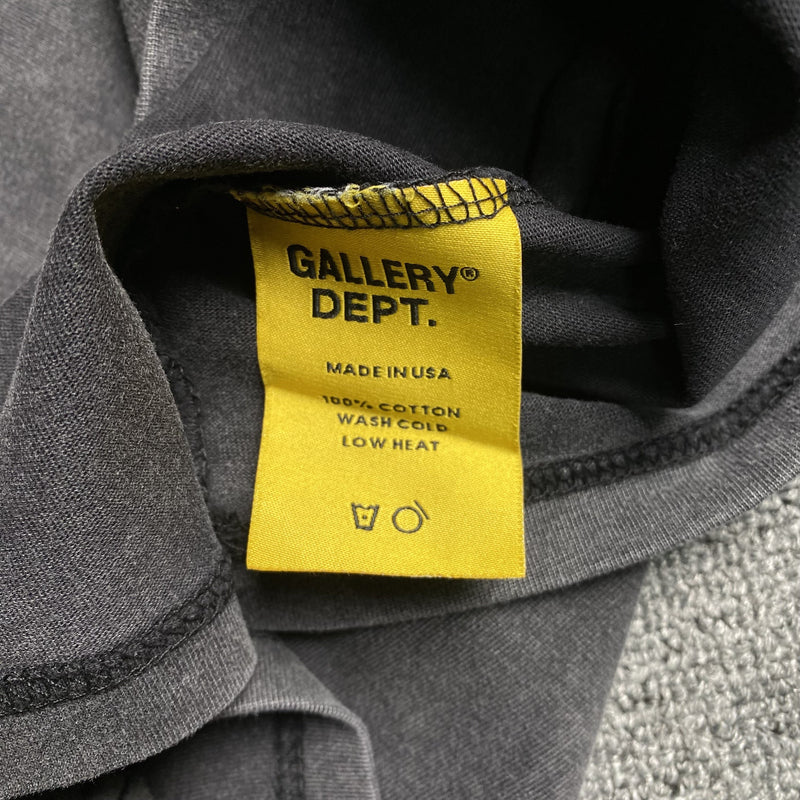 GALLERY®
DEPT.
MADE IN USA
100% COTTON
WASH COLD
LOW HEAT